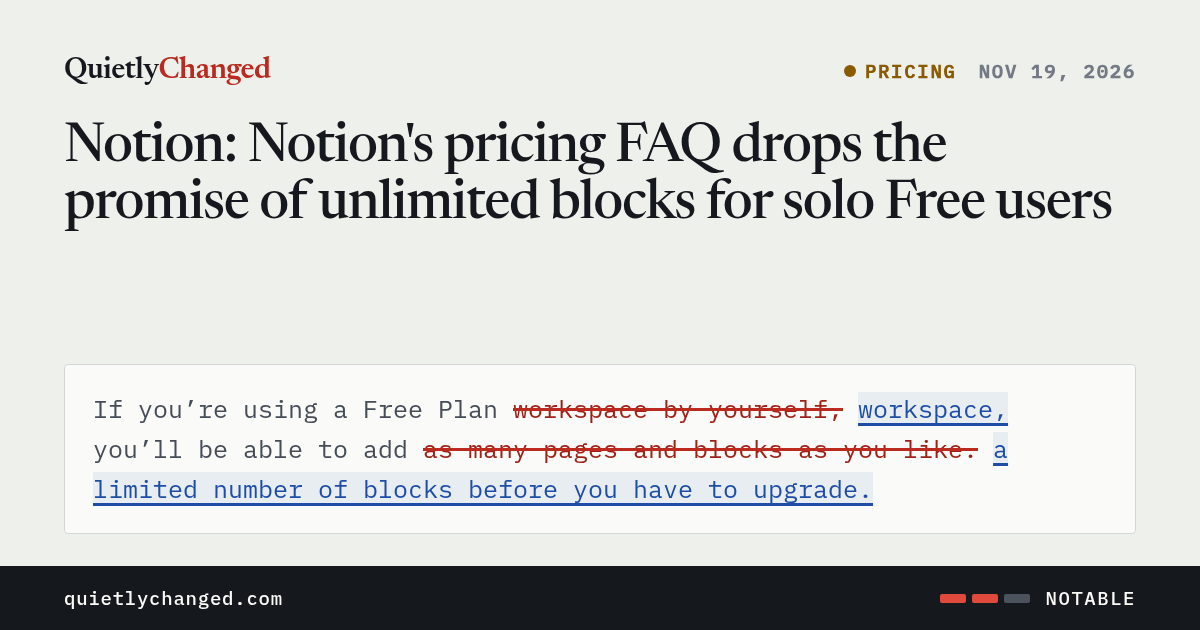 QuietlyChanged
PRICING NOV 19, 2026
Notion: Notion's pricing FAQ drops the
promise of unlimited blocks for solo Free users
If you’re using a Free Plan workspace by yourself, workspace,
you’ll be able to add as many pages and blocks as you like. a
limited number of blocks before you have to upgrade.
quietlychanged.com
NOTABLE